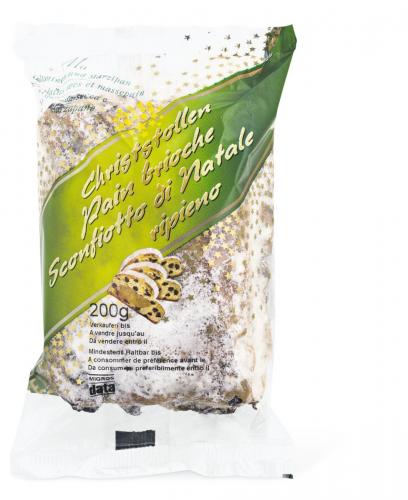 Christstollen
Pain brioche
Sconfiotto di Natale
ripieno
200g
Verkaufen bis
A vendre jusqu'au
Da vendere entro il
Mindestens Haltbar bis
A consommer de préférence avant le
Da consumarsi preferibilmente entro il
MIGROS
data